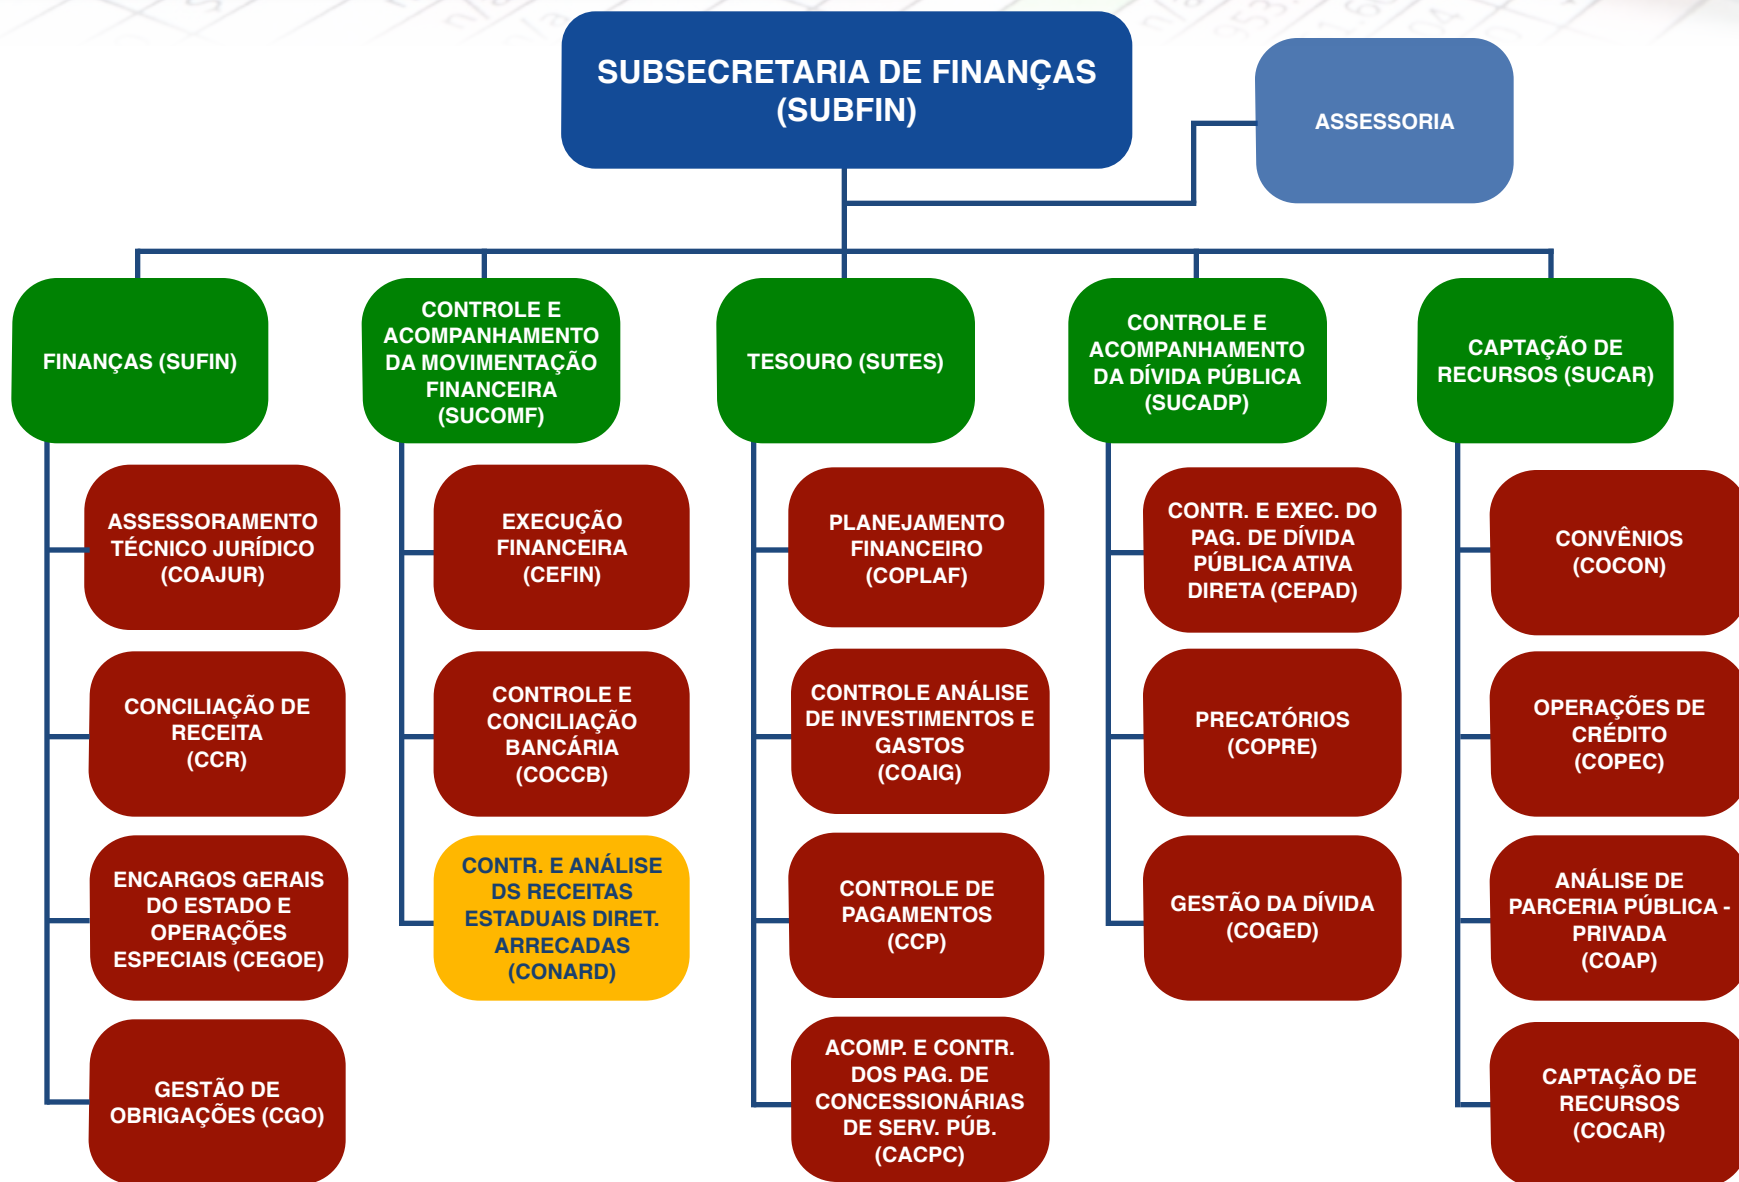 SUBSECRETARIA DE FINANÇAS
(SUBFIN)
ASSESSORIA
FINANÇAS (SUFIN)
CONTROLE E
ACOMPANHAMENTO
DA MOVIMENTAÇÃO
FINANCEIRA
(SUCOMF)
TESOURO (SUTES)
CONTROLE E
ACOMPANHAMENTO
DA DÍVIDA PÚBLICA
(SUCADP)
CAPTAÇÃO DE
RECURSOS (SUCAR)
ASSESSORAMENTO
TÉCNICO JURÍDICO
(COAJUR)
EXECUÇÃO
FINANCEIRA
(CEFIN)
PLANEJAMENTO
FINANCEIRO
(COPLAF)
CONTR. E EXEC. DO
PAG. DE DÍVIDA
PÚBLICA ATIVA
DIRETA (CEPAD)
CONVÊNIOS
(COCON)
CONCILIAÇÃO DE
RECEITA
(CCR)
CONTROLE E
CONCILIAÇÃO
BANCÁRIA
(COCCB)
CONTROLE ANÁLISE
DE INVESTIMENTOS E
GASTOS
(COAIG)
PRECATÓRIOS
(COPRE)
OPERAÇÕES DE
CRÉDITO
(COPEC)
ENCARGOS GERAIS
DO ESTADO E
OPERAÇÕES
ESPECIAIS (CEGOE)
CONTR. E ANÁLISE
DS RECEITAS
ESTADUAIS DIRET.
ARRECADAS
(CONARD)
CONTROLE DE
PAGAMENTOS
(CCP)
GESTÃO DA DÍVIDA
(COGED)
ANÁLISE DE
PARCERIA PÚBLICA -
PRIVADA
(COAP)
GESTÃO DE
OBRIGAÇÕES (CGO)
ACOMP. E CONTR.
DOS PAG. DE
CONCESSIONÁRIAS
DE SERV. PÚB.
(CACPC)
CAPTAÇÃO DE
RECURSOS
(COCAR)